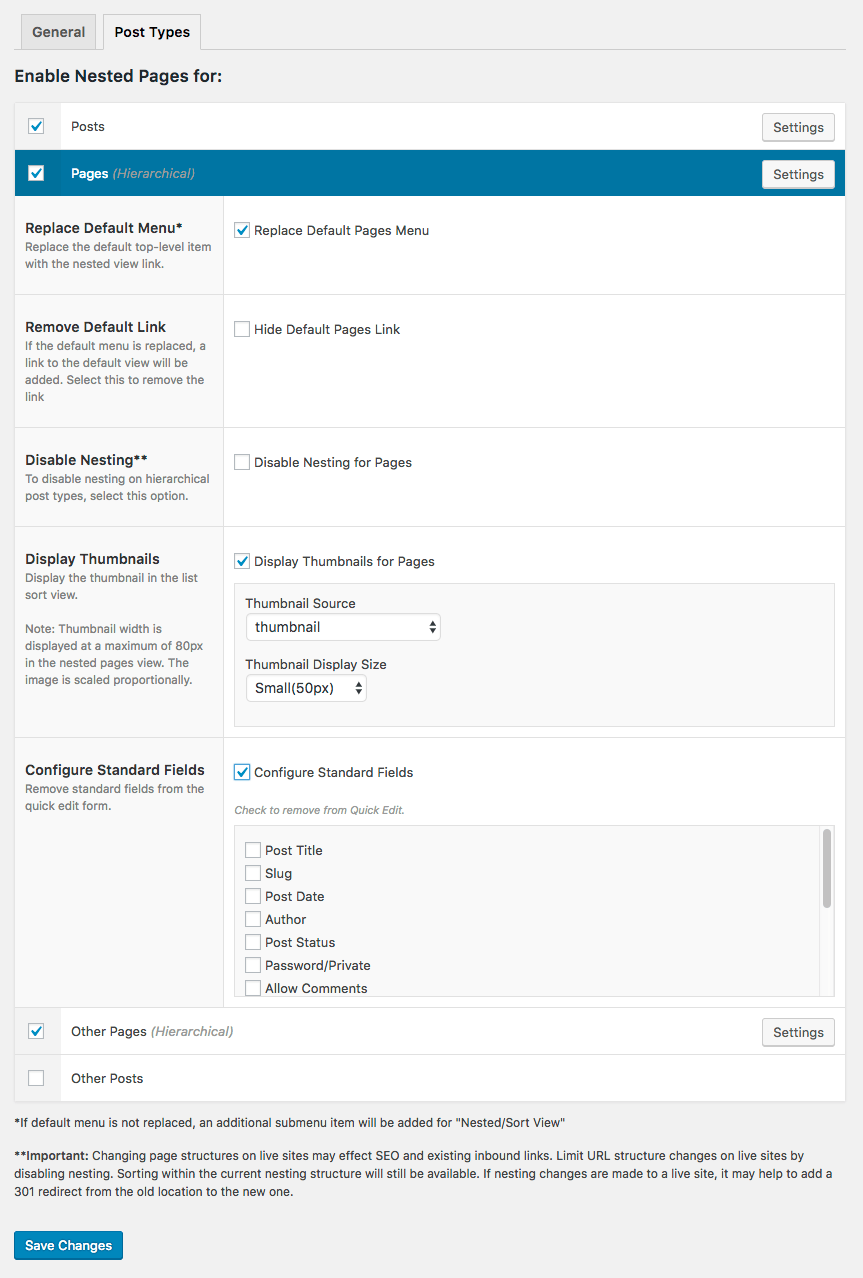 General
Post Types
Enable Nested Pages for:
Posts
Settings
Pages (Hierarchical)
Settings
Replace Default Menu*
Replace the default top-level item
with the nested view link.
Replace Default Pages Menu
Remove Default Link
If the default menu is replaced, a
link to the default view will be
added. Select this to remove the
link
Hide Default Pages Link
Disable Nesting**
To disable nesting on hierarchical
post types, select this option.
Disable Nesting for Pages
Display Thumbnails
Display the thumbnail in the list
sort view.
Note: Thumbnail width is
displayed at a maximum of 80px
in the nested pages view. The
image is scaled proportionally.
Display Thumbnails for Pages
Thumbnail Source
thumbnail
Thumbnail Display Size
Small(50px)
Configure Standard Fields
Remove standard fields from the
quick edit form.
Configure Standard Fields
Check to remove from Quick Edit.
Post Title
Slug
Post Date
Author
Post Status
Password/Private
Allow Comments
Other Pages (Hierarchical)
Settings
Other Posts
*If default menu is not replaced, an additional submenu item will be added for "Nested/Sort View"
**Important: Changing page structures on live sites may effect SEO and existing inbound links. Limit URL structure changes on live sites by
disabling nesting. Sorting within the current nesting structure will still be available. If nesting changes are made to a live site, it may help to add a
301 redirect from the old location to the new one.
Save Changes